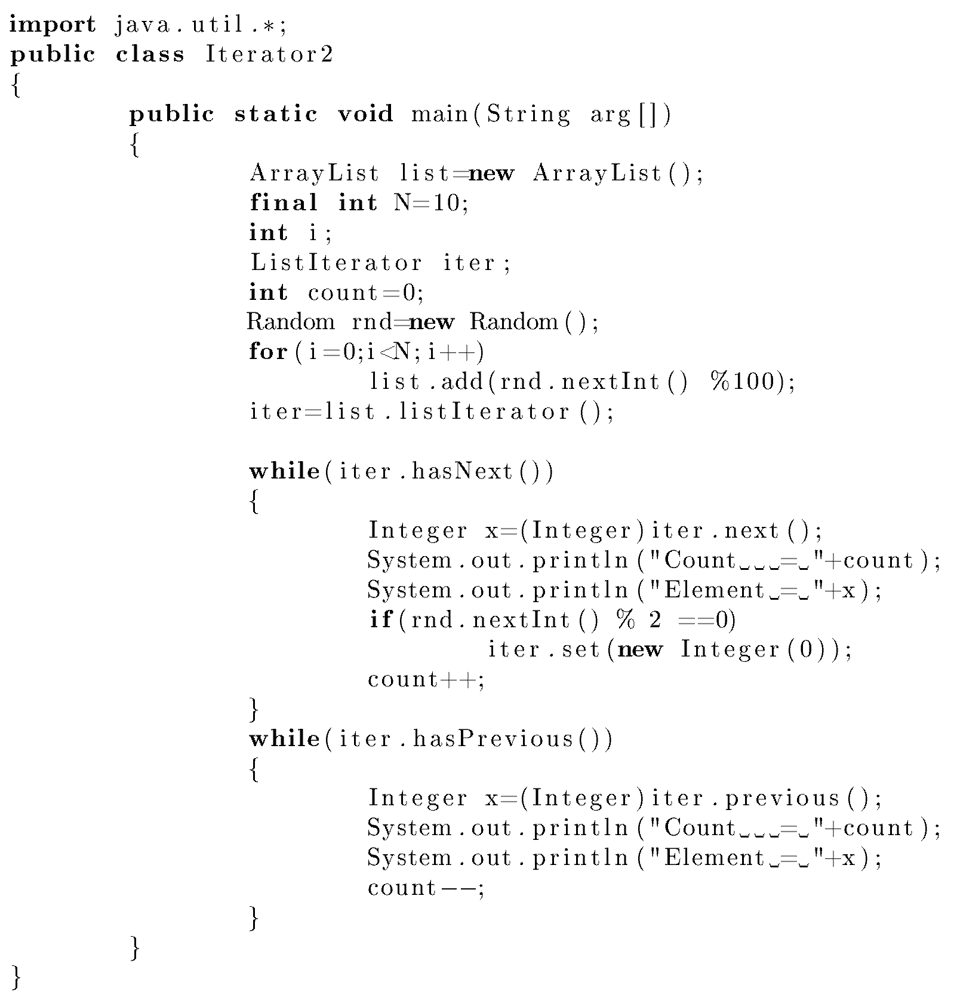 import java.util.*;
public class Iterator2
{
public static void main(String arg[])
{
ArrayList list=new ArrayList();
final int N=10;
int i;
ListIterator iter;
int count=0;
Random rnd=new Random();
for(i=0;i<N;i++)
list.add(rnd.nextInt() %100);
iter=list.listIterator();
while(iter.hasNext())
{
Integer x=(Integer)iter.next();
System.out.println("Count␣␣␣=␣"+count);
System.out.println("Element␣=␣"+x);
if(rnd.nextInt() % 2 ==0)
iter.set(new Integer(0));
count++;
}
while(iter.hasPrevious())
{
Integer x=(Integer)iter.previous();
System.out.println("Count␣␣␣=␣"+count);
System.out.println("Element␣=␣"+x);
count--;
}
}
}